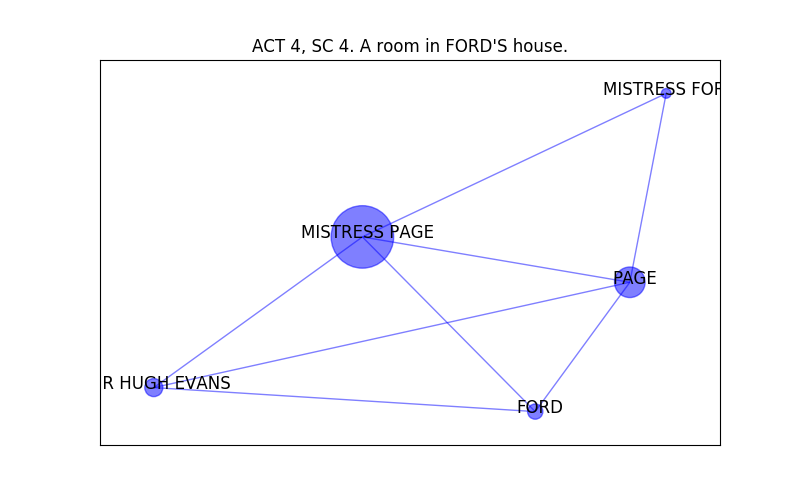 ACT 4, SC 4. A room in FORD'S house.
MISTRESS FOR
MISTRESS PAGE
PAGE
R HUGH EVANS
FORD